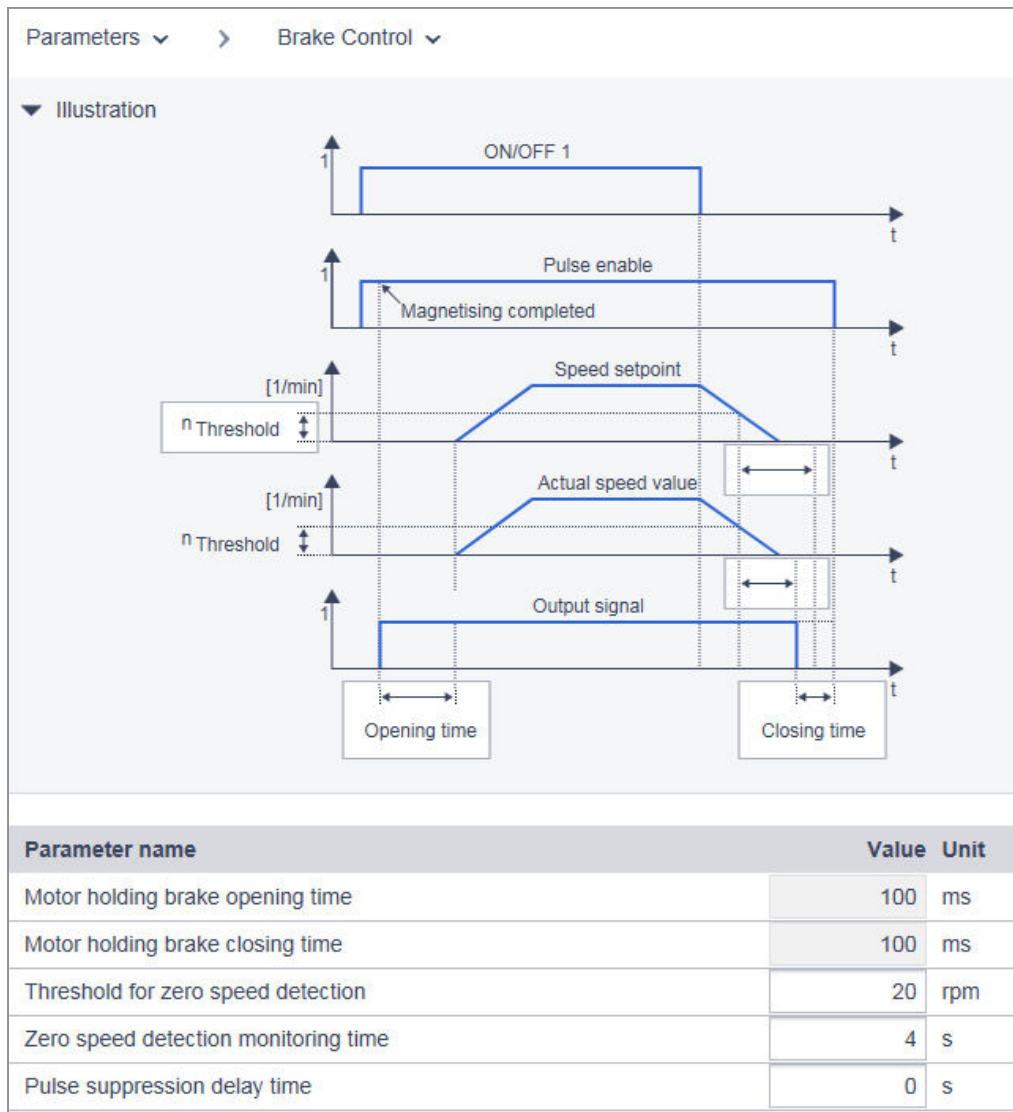 Parameters > Brake Control
Illustration
ON/OFF 1
1
t
Pulse enable
1
Magnetising completed
t
Speed setpoint
[1/min]
n Threshold
t
Actual speed value
[1/min]
n Threshold
t
Output signal
1
t
Opening time
Closing time
Parameter name Value Unit
Motor holding brake opening time 100 ms
Motor holding brake closing time 100 ms
Threshold for zero speed detection 20 rpm
Zero speed detection monitoring time 4 s
Pulse suppression delay time 0 s